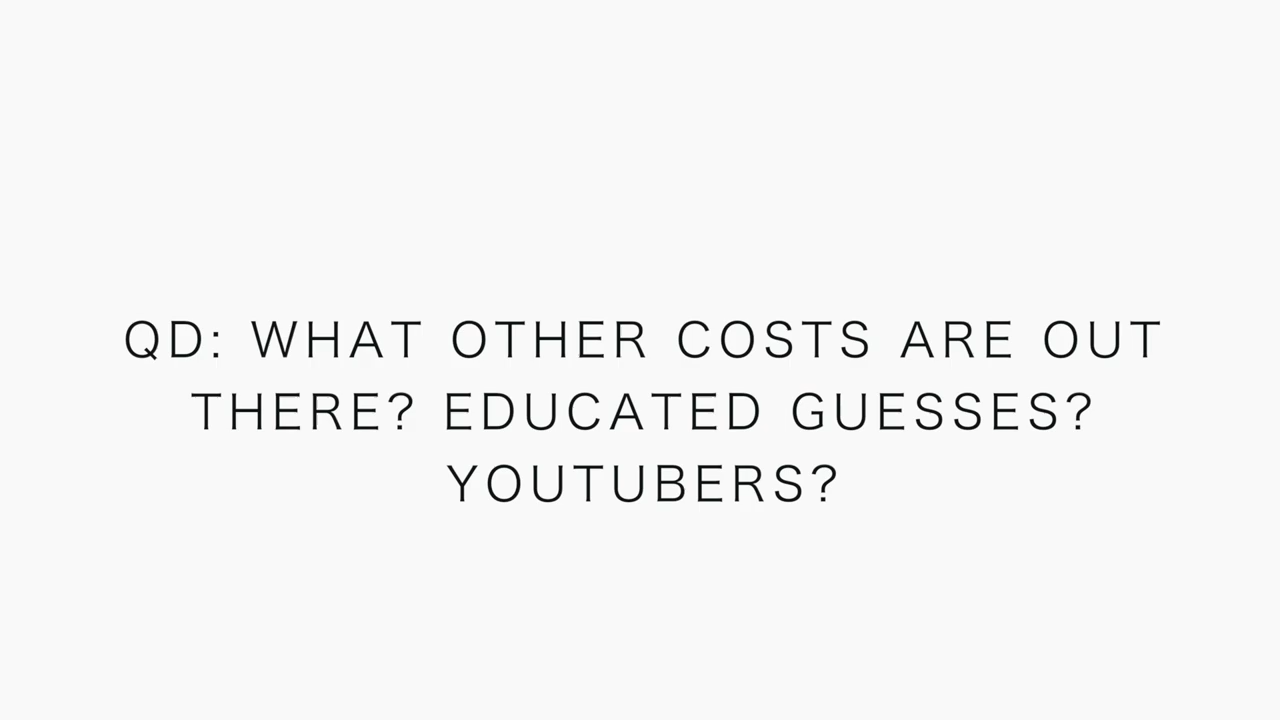 QD: WHAT OTHER COSTS ARE OUT
THERE? EDUCATED GUESSES?
YOUTUBERS?